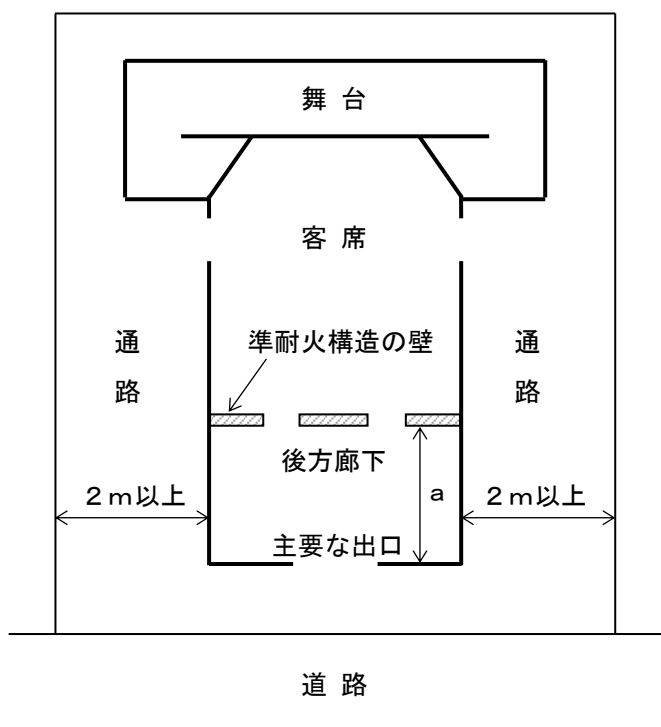 舞 台
客 席
通
路
準耐火構造の壁
通
路
後方廊下
２ｍ以上
ａ
２ｍ以上
主要な出口
道 路